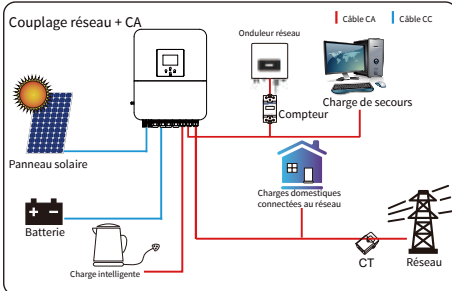 Couplage réseau + CA
Câble CA
Câble CC
Onduleur réseau
Compteur
Charge de secours
Panneau solaire
Charges domestiques
connectées au réseau
Batterie
CT
Réseau
Charge intelligente